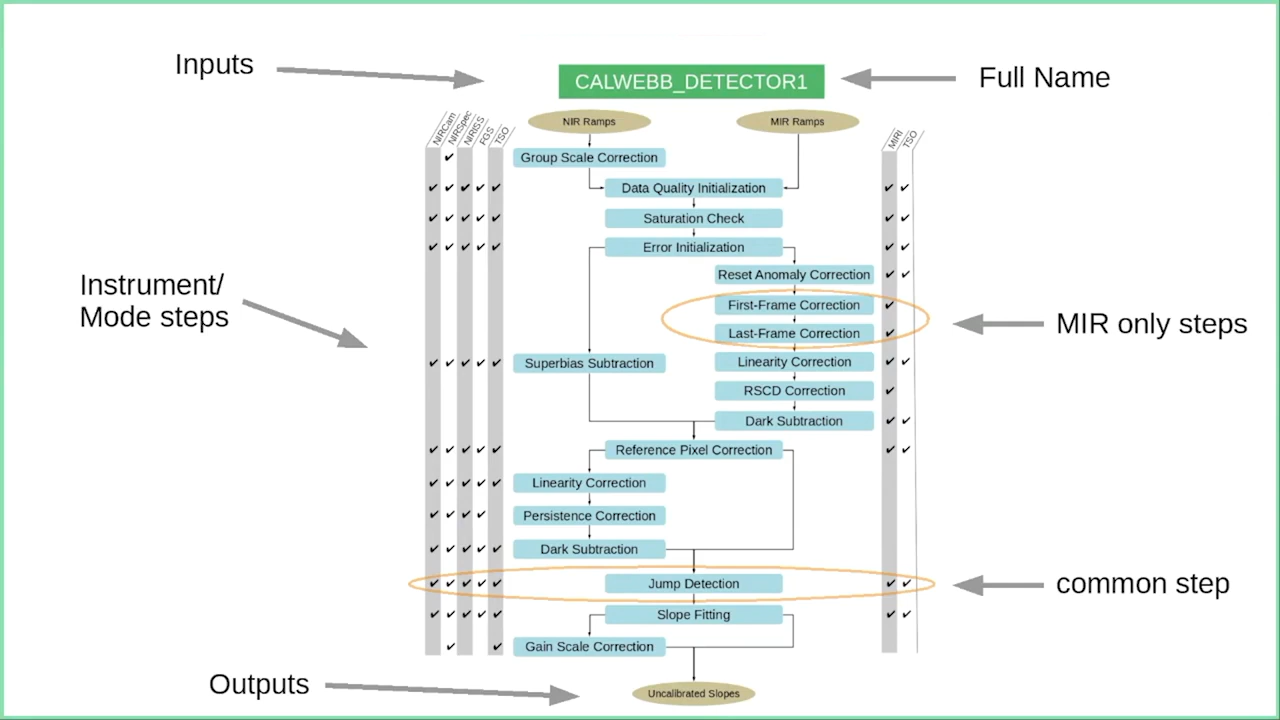 Inputs
CALWEBB_DETECTOR1
Full Name
NIRCam
NIRSpec
NIRISS
FGS
TSO
NIR Ramps
MIR Ramps
MIRI
TSO
✔ Group Scale Correction
✔ ✔ ✔ ✔ ✔ Data Quality Initialization ✔ ✔
✔ ✔ ✔ ✔ ✔ Saturation Check ✔ ✔
✔ ✔ ✔ ✔ ✔ Error Initialization ✔ ✔
Reset Anomaly Correction ✔ ✔
Instrument/
Mode steps
First-Frame Correction ✔
MIR only steps
Last-Frame Correction ✔
✔ ✔ ✔ ✔ ✔ Superbias Subtraction
Linearity Correction ✔ ✔
RSCD Correction ✔
Dark Subtraction ✔ ✔
✔ ✔ ✔ ✔ ✔ Reference Pixel Correction ✔ ✔
✔ ✔ ✔ ✔ ✔ Linearity Correction
✔ ✔ ✔ ✔ Persistence Correction
✔ ✔ ✔ ✔ ✔ Dark Subtraction
✔ ✔ ✔ ✔ ✔ Jump Detection ✔ ✔
common step
✔ ✔ ✔ ✔ ✔ Slope Fitting ✔ ✔
✔ ✔ Gain Scale Correction
Outputs
Uncalibrated Slopes